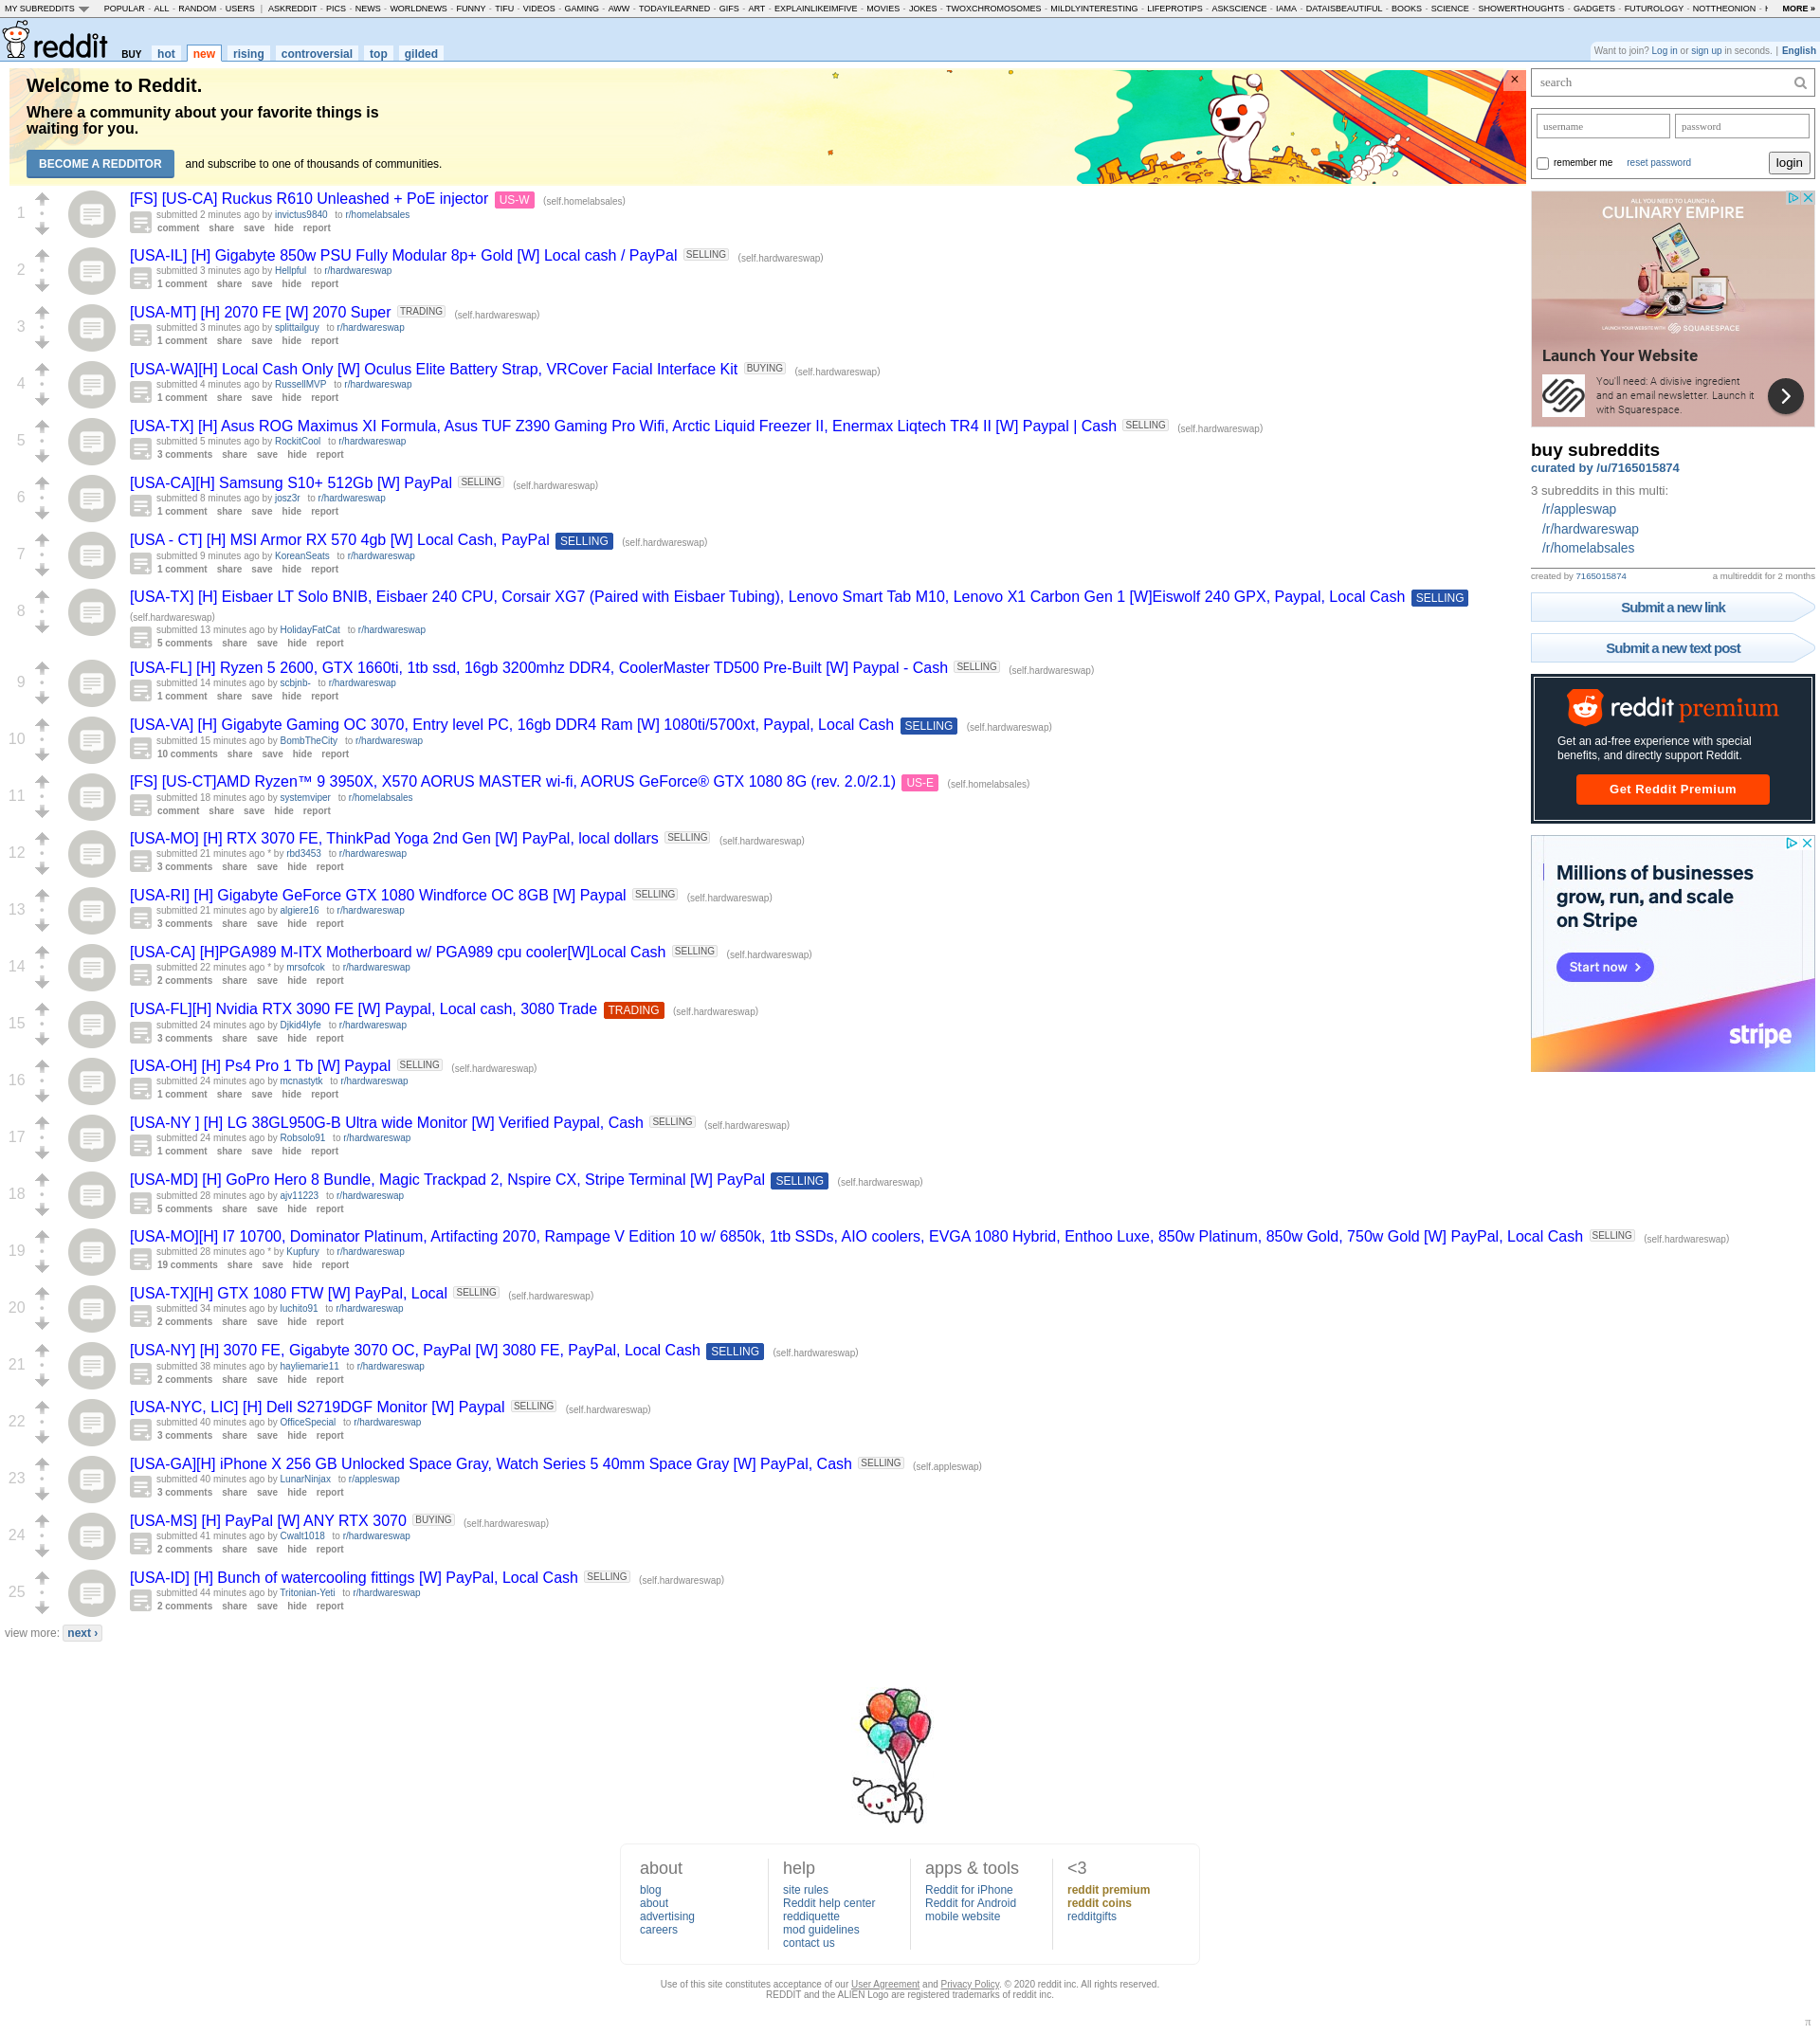 MY SUBREDDITS POPULAR - ALL - RANDOM - USERS | ASKREDDIT - PICS - NEWS - WORLDNEWS - FUNNY - TIFU - VIDEOS - GAMING - AWW - TODAYILEARNED - GIFS - ART - EXPLAINLIKEIMFIVE - MOVIES - JOKES - TWOXCHROMOSOMES - MILDLYINTERESTING - LIFEPROTIPS - ASKSCIENCE - IAMA - DATAISBEAUTIFUL - BOOKS - SCIENCE - SHOWERTHOUGHTS - GADGETS - FUTUROLOGY - NOTTHEONION - MORE »
reddit BUY hot new rising controversial top gilded
Want to join? Log in or sign up in seconds. | English
Welcome to Reddit.
Where a community about your favorite things is
waiting for you.
BECOME A REDDITOR and subscribe to one of thousands of communities.
1
[FS] [US-CA] Ruckus R610 Unleashed + PoE injector US-W (self.homelabsales)
submitted 2 minutes ago by invictus9840 to r/homelabsales
comment share save hide report
2
[USA-IL] [H] Gigabyte 850w PSU Fully Modular 8p+ Gold [W] Local cash / PayPal SELLING (self.hardwareswap)
submitted 3 minutes ago by Hellpful to r/hardwareswap
1 comment share save hide report
3
[USA-MT] [H] 2070 FE [W] 2070 Super TRADING (self.hardwareswap)
submitted 3 minutes ago by splittailguy to r/hardwareswap
1 comment share save hide report
4
[USA-WA][H] Local Cash Only [W] Oculus Elite Battery Strap, VRCover Facial Interface Kit BUYING (self.hardwareswap)
submitted 4 minutes ago by RussellMVP to r/hardwareswap
1 comment share save hide report
5
[USA-TX] [H] Asus ROG Maximus XI Formula, Asus TUF Z390 Gaming Pro Wifi, Arctic Liquid Freezer II, Enermax Liqtech TR4 II [W] Paypal | Cash SELLING (self.hardwareswap)
submitted 5 minutes ago by RockitCool to r/hardwareswap
3 comments share save hide report
6
[USA-CA][H] Samsung S10+ 512Gb [W] PayPal SELLING (self.hardwareswap)
submitted 8 minutes ago by josz3r to r/hardwareswap
1 comment share save hide report
7
[USA - CT] [H] MSI Armor RX 570 4gb [W] Local Cash, PayPal SELLING (self.hardwareswap)
submitted 9 minutes ago by KoreanSeats to r/hardwareswap
1 comment share save hide report
8
[USA-TX] [H] Eisbaer LT Solo BNIB, Eisbaer 240 CPU, Corsair XG7 (Paired with Eisbaer Tubing), Lenovo Smart Tab M10, Lenovo X1 Carbon Gen 1 [W]Eiswolf 240 GPX, Paypal, Local Cash SELLING
(self.hardwareswap)
submitted 13 minutes ago by HolidayFatCat to r/hardwareswap
5 comments share save hide report
9
[USA-FL] [H] Ryzen 5 2600, GTX 1660ti, 1tb ssd, 16gb 3200mhz DDR4, CoolerMaster TD500 Pre-Built [W] Paypal - Cash SELLING (self.hardwareswap)
submitted 14 minutes ago by scbjnb- to r/hardwareswap
1 comment share save hide report
10
[USA-VA] [H] Gigabyte Gaming OC 3070, Entry level PC, 16gb DDR4 Ram [W] 1080ti/5700xt, Paypal, Local Cash SELLING (self.hardwareswap)
submitted 15 minutes ago by BombTheCity to r/hardwareswap
10 comments share save hide report
11
[FS] [US-CT]AMD Ryzen™ 9 3950X, X570 AORUS MASTER wi-fi, AORUS GeForce® GTX 1080 8G (rev. 2.0/2.1) US-E (self.homelabsales)
submitted 18 minutes ago by systemviper to r/homelabsales
comment share save hide report
12
[USA-MO] [H] RTX 3070 FE, ThinkPad Yoga 2nd Gen [W] PayPal, local dollars SELLING (self.hardwareswap)
submitted 21 minutes ago * by rbd3453 to r/hardwareswap
3 comments share save hide report
13
[USA-RI] [H] Gigabyte GeForce GTX 1080 Windforce OC 8GB [W] Paypal SELLING (self.hardwareswap)
submitted 21 minutes ago by algiere16 to r/hardwareswap
3 comments share save hide report
14
[USA-CA] [H]PGA989 M-ITX Motherboard w/ PGA989 cpu cooler[W]Local Cash SELLING (self.hardwareswap)
submitted 22 minutes ago * by mrsofcok to r/hardwareswap
2 comments share save hide report
15
[USA-FL][H] Nvidia RTX 3090 FE [W] Paypal, Local cash, 3080 Trade TRADING (self.hardwareswap)
submitted 24 minutes ago by Djkid4lyfe to r/hardwareswap
3 comments share save hide report
16
[USA-OH] [H] Ps4 Pro 1 Tb [W] Paypal SELLING (self.hardwareswap)
submitted 24 minutes ago by mcnastytk to r/hardwareswap
1 comment share save hide report
17
[USA-NY ] [H] LG 38GL950G-B Ultra wide Monitor [W] Verified Paypal, Cash SELLING (self.hardwareswap)
submitted 24 minutes ago by Robsolo91 to r/hardwareswap
1 comment share save hide report
18
[USA-MD] [H] GoPro Hero 8 Bundle, Magic Trackpad 2, Nspire CX, Stripe Terminal [W] PayPal SELLING (self.hardwareswap)
submitted 28 minutes ago by ajv11223 to r/hardwareswap
5 comments share save hide report
19
[USA-MO][H] I7 10700, Dominator Platinum, Artifacting 2070, Rampage V Edition 10 w/ 6850k, 1tb SSDs, AIO coolers, EVGA 1080 Hybrid, Enthoo Luxe, 850w Platinum, 850w Gold, 750w Gold [W] PayPal, Local Cash SELLING (self.hardwareswap)
submitted 28 minutes ago * by Kupfury to r/hardwareswap
19 comments share save hide report
20
[USA-TX][H] GTX 1080 FTW [W] PayPal, Local SELLING (self.hardwareswap)
submitted 34 minutes ago by luchito91 to r/hardwareswap
2 comments share save hide report
21
[USA-NY] [H] 3070 FE, Gigabyte 3070 OC, PayPal [W] 3080 FE, PayPal, Local Cash SELLING (self.hardwareswap)
submitted 38 minutes ago by hayliemarie11 to r/hardwareswap
2 comments share save hide report
22
[USA-NYC, LIC] [H] Dell S2719DGF Monitor [W] Paypal SELLING (self.hardwareswap)
submitted 40 minutes ago by OfficeSpecial to r/hardwareswap
3 comments share save hide report
23
[USA-GA][H] iPhone X 256 GB Unlocked Space Gray, Watch Series 5 40mm Space Gray [W] PayPal, Cash SELLING (self.appleswap)
submitted 40 minutes ago by LunarNinjax to r/appleswap
3 comments share save hide report
24
[USA-MS] [H] PayPal [W] ANY RTX 3070 BUYING (self.hardwareswap)
submitted 41 minutes ago by Cwalt1018 to r/hardwareswap
2 comments share save hide report
25
[USA-ID] [H] Bunch of watercooling fittings [W] PayPal, Local Cash SELLING (self.hardwareswap)
submitted 44 minutes ago by Tritonian-Yeti to r/hardwareswap
2 comments share save hide report
view more: next ›
search
username password
remember me reset password login
ALL YOU NEED TO LAUNCH A
CULINARY EMPIRE
LAUNCH YOUR WEBSITE WITH SQUARESPACE
Launch Your Website
You'll need: A divisive ingredient
and an email newsletter. Launch it
with Squarespace.
buy subreddits
curated by /u/7165015874
3 subreddits in this multi:
/r/appleswap
/r/hardwareswap
/r/homelabsales
created by 7165015874 a multireddit for 2 months
Submit a new link
Submit a new text post
reddit premium
Get an ad-free experience with special
benefits, and directly support Reddit.
Get Reddit Premium
Millions of businesses
grow, run, and scale
on Stripe
Start now
stripe
about
blog
about
advertising
careers
help
site rules
Reddit help center
reddiquette
mod guidelines
contact us
apps & tools
Reddit for iPhone
Reddit for Android
mobile website
<3
reddit premium
reddit coins
redditgifts
Use of this site constitutes acceptance of our User Agreement and Privacy Policy. © 2020 reddit inc. All rights reserved.
REDDIT and the ALIEN Logo are registered trademarks of reddit inc.
π